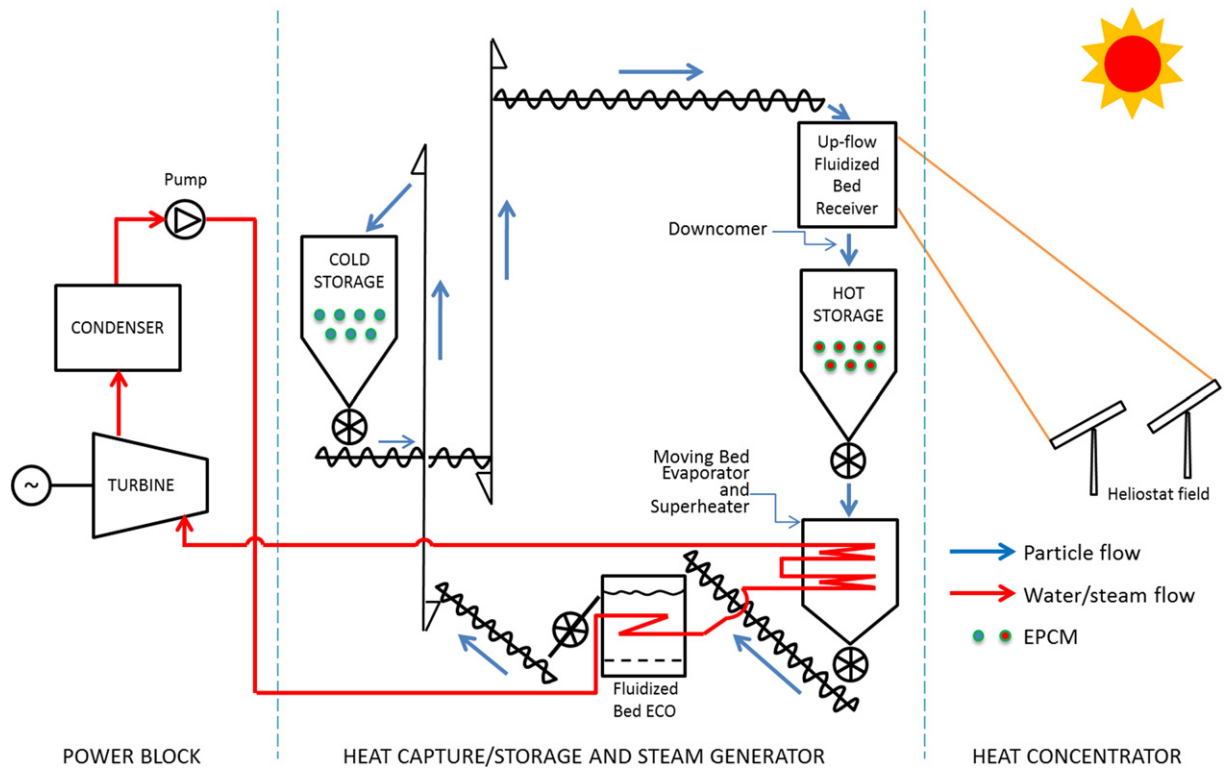 Pump
CONDENSER
TURBINE
~
COLD
STORAGE
Up-flow
Fluidized
Bed
Receiver
Downcomer
HOT
STORAGE
Moving Bed
Evaporator
and
Superheater
Fluidized
Bed ECO
Heliostat field
Particle flow
Water/steam flow
EPCM
POWER BLOCK
HEAT CAPTURE/STORAGE AND STEAM GENERATOR
HEAT CONCENTRATOR